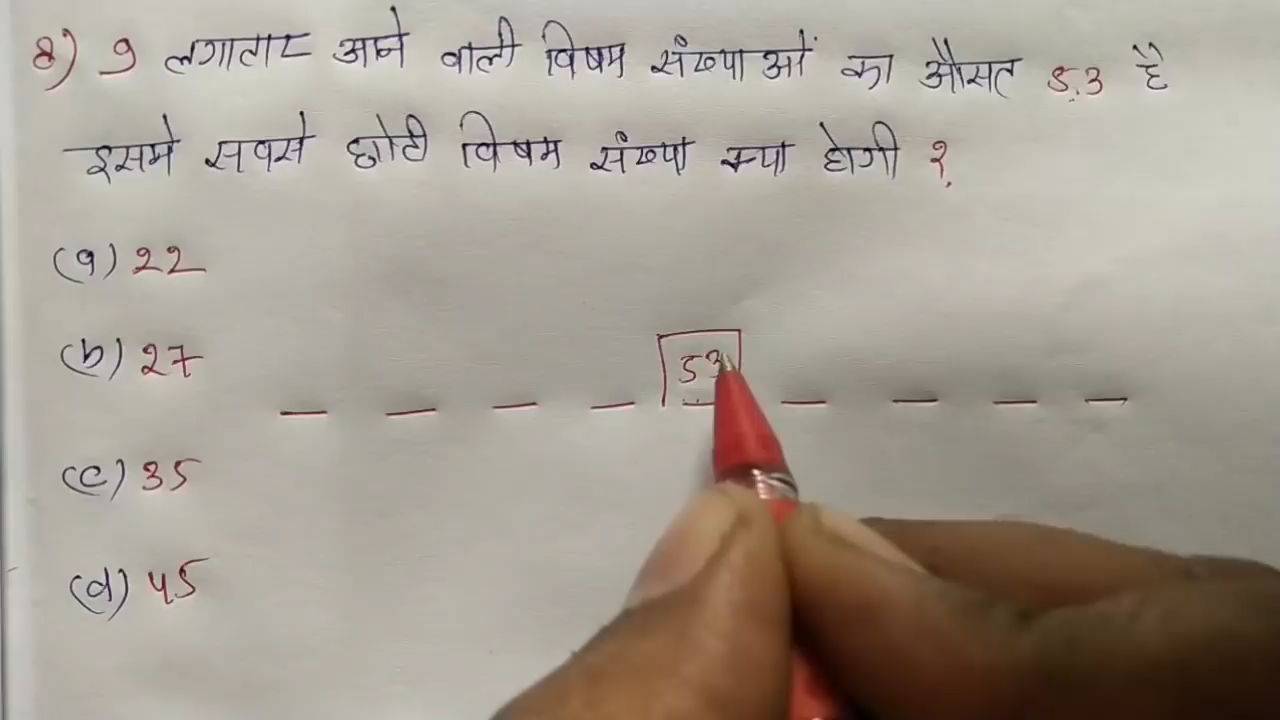 8) 9 लगातार आने वाली विषम संख्याओं का औसत 53 है
इसमे सबसे छोटी विषम संख्या क्या होगी ?
(a) 22
(b) 27
53
(c) 35
(d) 45